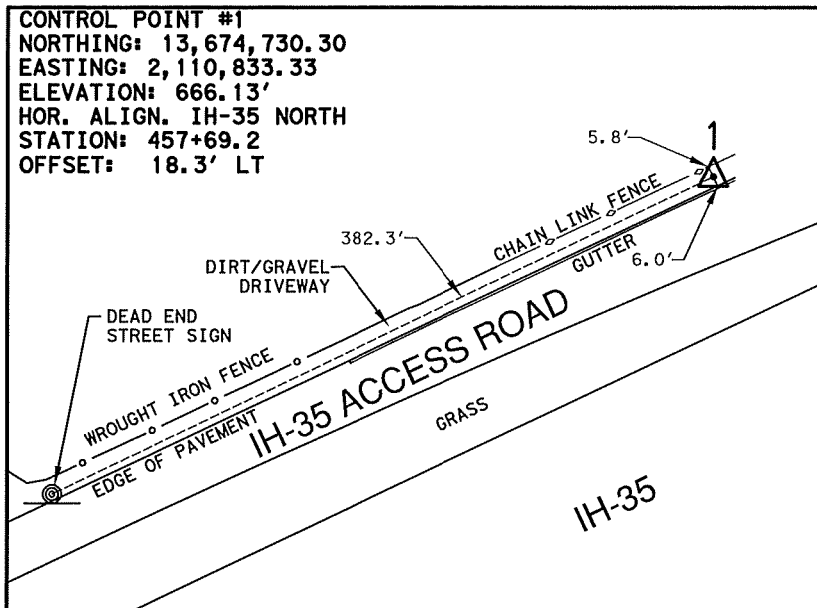 CONTROL POINT #1
NORTHING: 13,674,730.30
EASTING: 2,110,833.33
ELEVATION: 666.13'
HOR. ALIGN. IH-35 NORTH
STATION: 457+69.2
OFFSET: 18.3' LT
1
5.8'
CHAIN LINK FENCE
382.3'
GUTTER
6.0'
DIRT/GRAVEL
DRIVEWAY
DEAD END
STREET SIGN
WROUGHT IRON FENCE
IH-35 ACCESS ROAD
EDGE OF PAVEMENT
GRASS
IH-35